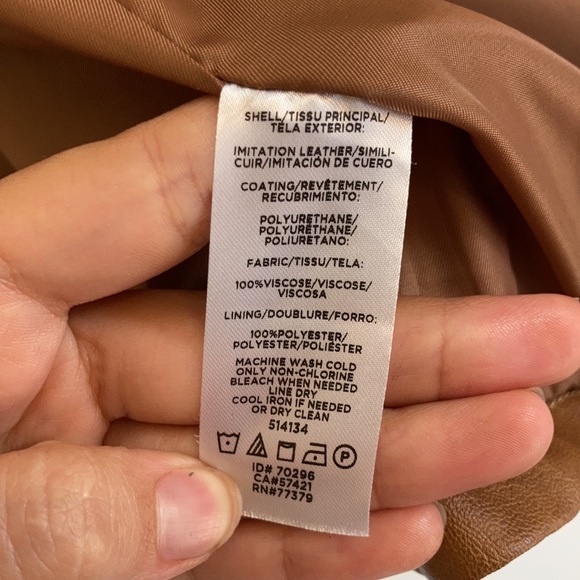 SHELL/TISSU PRINCIPAL/
TELA EXTERIOR:
IMITATION LEATHER/SIMILI-
CUIR/IMITACIÓN DE CUERO
COATING/REVÊTEMENT/
RECUBRIMIENTO:
POLYURETHANE/
POLYURÉTHANE/
POLIURETANO:
FABRIC/TISSU/TELA:
100%VISCOSE/VISCOSE/
VISCOSA
LINING/DOUBLURE/FORRO:
100%POLYESTER/
POLYESTER/POLIÉSTER
MACHINE WASH COLD
ONLY NON-CHLORINE
BLEACH WHEN NEEDED
LINE DRY
COOL IRON IF NEEDED
OR DRY CLEAN
514134
P
ID# 70296
CA#57421
RN#77379